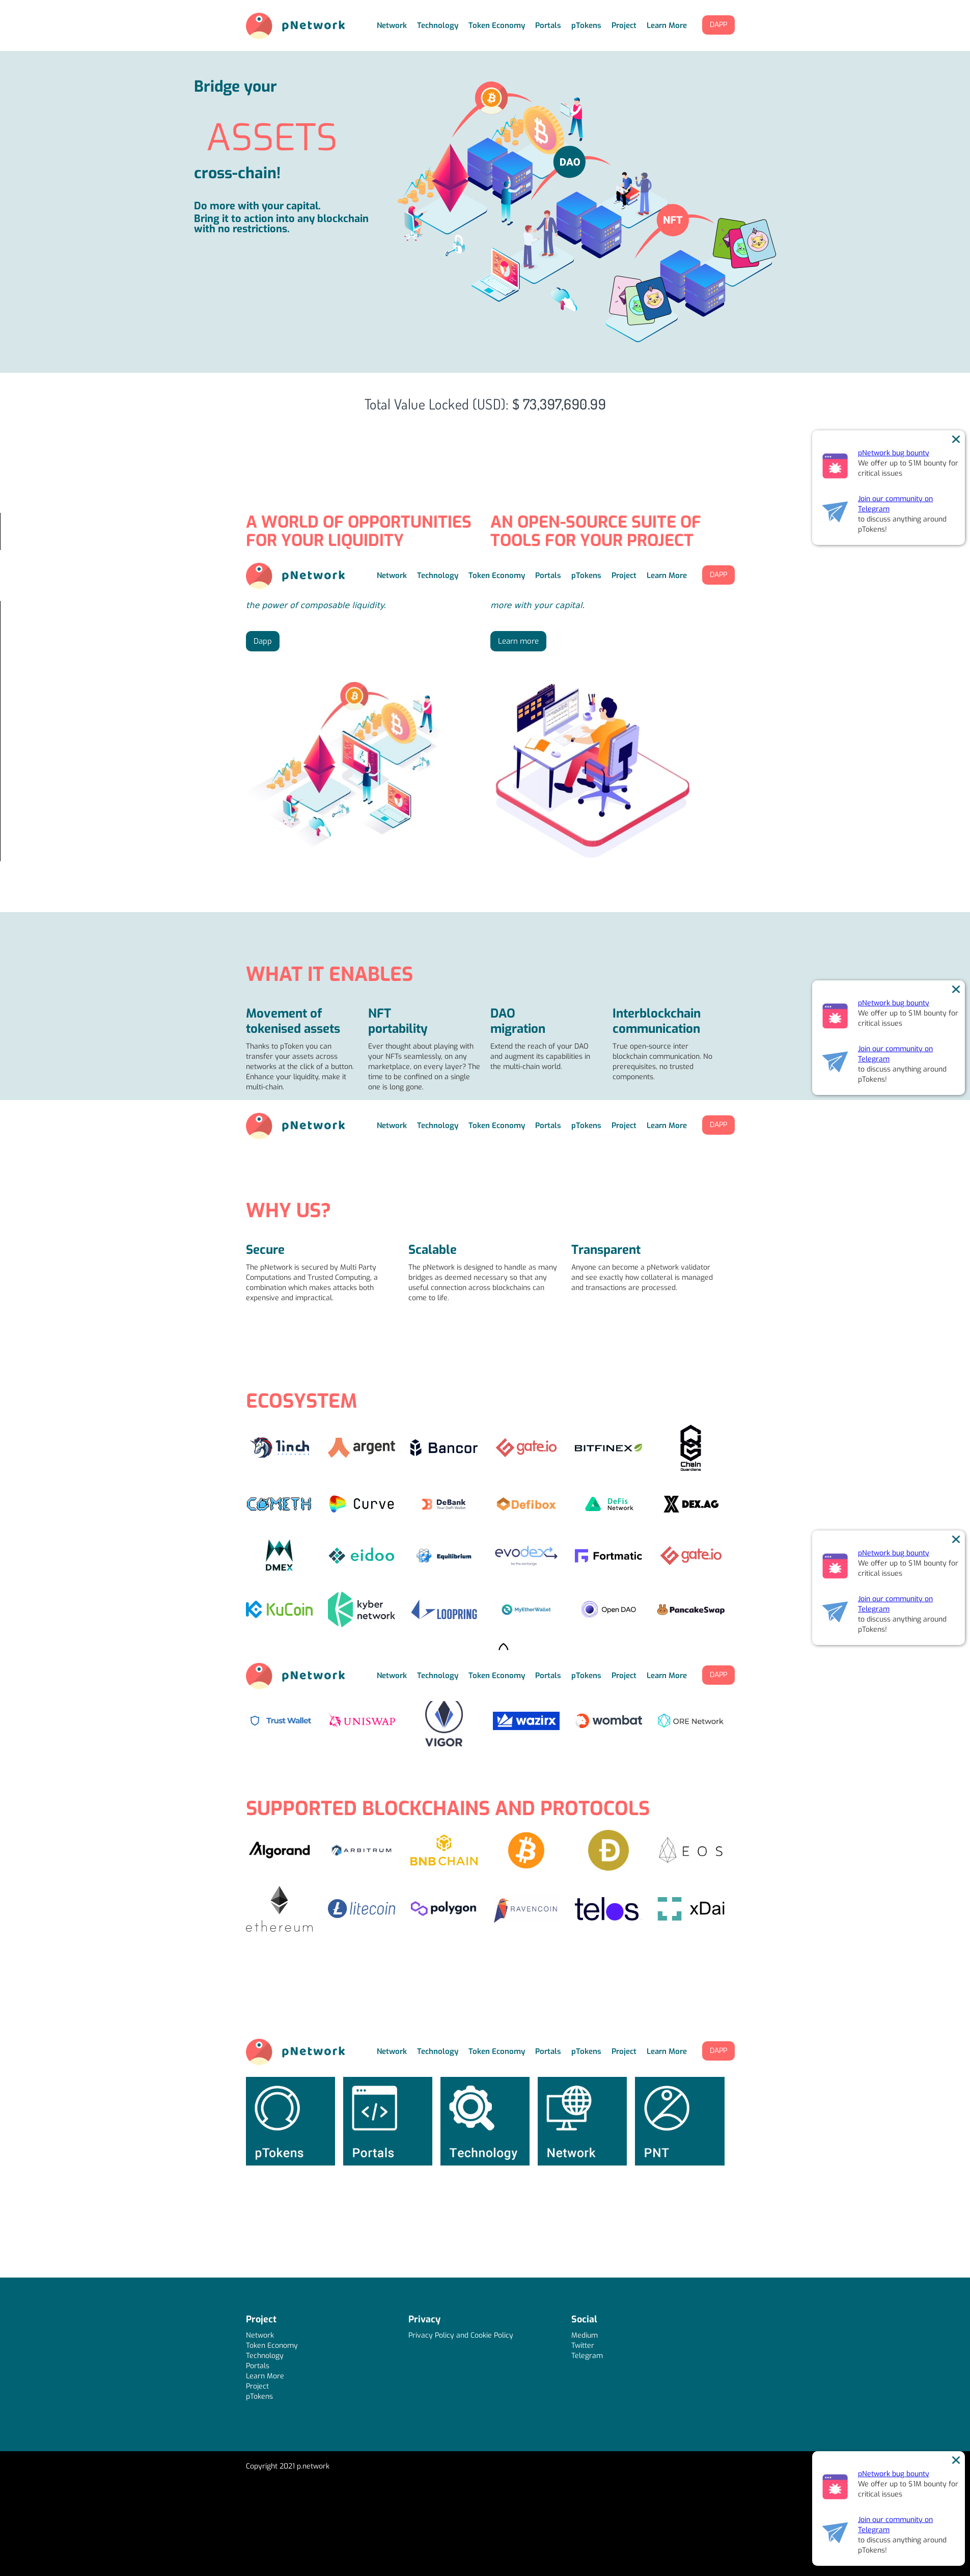 pNetwork
Network Technology Token Economy Portals pTokens Project Learn More DAPP
Bridge your
ASSETS
cross-chain!
Do more with your capital.
Bring it to action into any blockchain
with no restrictions.
DAO
NFT
Total Value Locked (USD): $ 73,397,690.99
pNetwork bug bounty
We offer up to $1M bounty for
critical issues
Join our community on
Telegram
to discuss anything around
pTokens!
A WORLD OF OPPORTUNITIES
FOR YOUR LIQUIDITY
AN OPEN-SOURCE SUITE OF
TOOLS FOR YOUR PROJECT
pNetwork
Network Technology Token Economy Portals pTokens Project Learn More DAPP
the power of composable liquidity.
more with your capital.
Dapp
Learn more
WHAT IT ENABLES
Movement of
tokenised assets
Thanks to pToken you can
transfer your assets across
networks at the click of a button.
Enhance your liquidity, make it
multi-chain.
NFT
portability
Ever thought about playing with
your NFTs seamlessly, on any
marketplace, on every layer? The
time to be confined on a single
one is long gone.
DAO
migration
Extend the reach of your DAO
and augment its capabilities in
the multi-chain world.
Interblockchain
communication
True open-source inter
blockchain communication. No
prerequisites, no trusted
components.
pNetwork bug bounty
We offer up to $1M bounty for
critical issues
Join our community on
Telegram
to discuss anything around
pTokens!
pNetwork
Network Technology Token Economy Portals pTokens Project Learn More DAPP
WHY US?
Secure
The pNetwork is secured by Multi Party
Computations and Trusted Computing, a
combination which makes attacks both
expensive and impractical.
Scalable
The pNetwork is designed to handle as many
bridges as deemed necessary so that any
useful connection across blockchains can
come to life.
Transparent
Anyone can become a pNetwork validator
and see exactly how collateral is managed
and transactions are processed.
ECOSYSTEM
1inch argent Bancor gate.io BITFINEX Chain Guardians
COMETH Curve DeBank Defibox DeFis Network DEX.AG
DMEX eidoo Equilibrium evodex Fortmatic gate.io
KuCoin kyber network LOOPRING MyEtherWallet Open DAO PancakeSwap
pNetwork bug bounty
We offer up to $1M bounty for
critical issues
Join our community on
Telegram
to discuss anything around
pTokens!
pNetwork
Network Technology Token Economy Portals pTokens Project Learn More DAPP
Trust Wallet UNISWAP VIGOR wazirx wombat ORE Network
SUPPORTED BLOCKCHAINS AND PROTOCOLS
Algorand ARBITRUM BNB CHAIN EOS
ethereum litecoin polygon RAVENCOIN telos xDai
pNetwork
Network Technology Token Economy Portals pTokens Project Learn More DAPP
pTokens Portals Technology Network PNT
Project
Network
Token Economy
Technology
Portals
Learn More
Project
pTokens
Privacy
Privacy Policy and Cookie Policy
Social
Medium
Twitter
Telegram
Copyright 2021 p.network
pNetwork bug bounty
We offer up to $1M bounty for
critical issues
Join our community on
Telegram
to discuss anything around
pTokens!